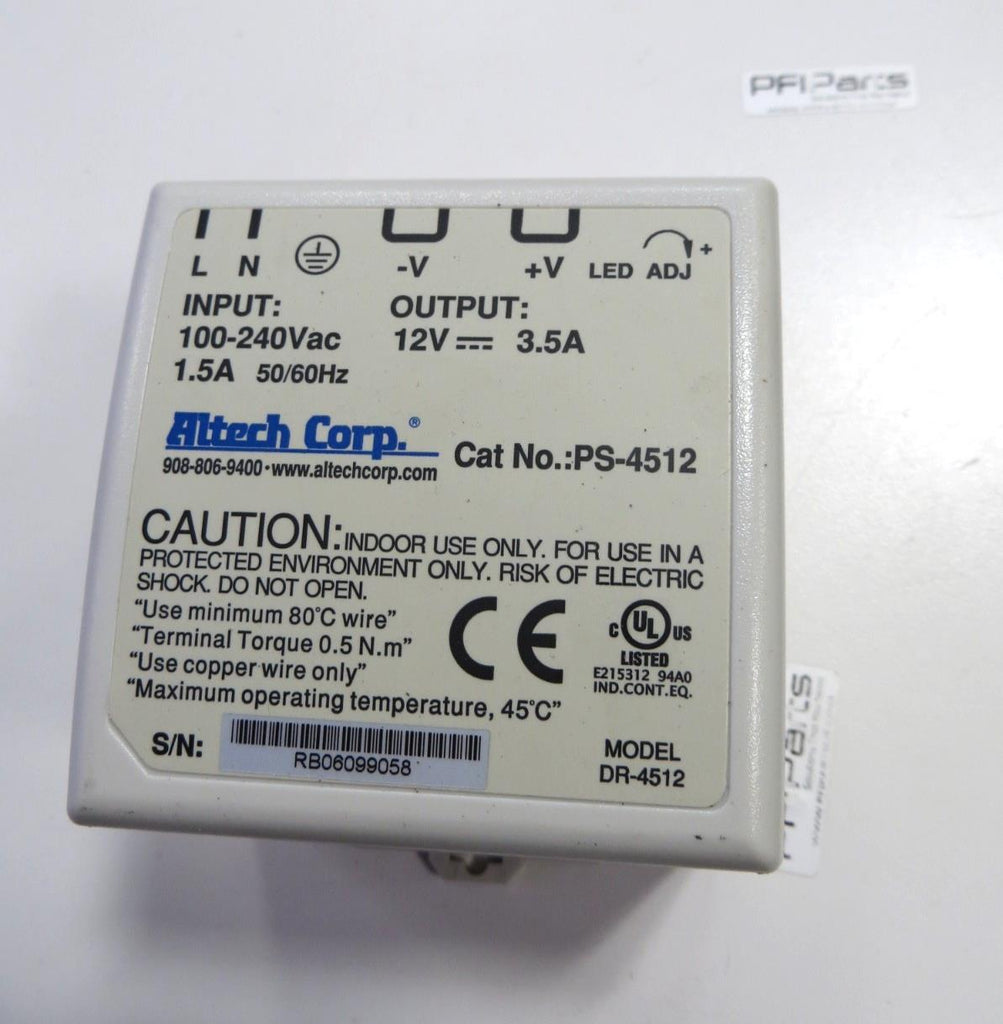 PFI Parts
L N -V +V LED ADJ +
INPUT: OUTPUT:
100-240Vac 12V 3.5A
1.5A 50/60Hz
Altech Corp.®
908-806-9400·www.altechcorp.com
Cat No.:PS-4512
CAUTION: INDOOR USE ONLY. FOR USE IN A
PROTECTED ENVIRONMENT ONLY. RISK OF ELECTRIC
SHOCK. DO NOT OPEN.
"Use minimum 80°C wire"
"Terminal Torque 0.5 N.m"
"Use copper wire only"
"Maximum operating temperature, 45°C"
CE
c UL US
LISTED
E215312 94A0
IND.CONT.EQ.
S/N:
RB06099058
MODEL
DR-4512
Parts